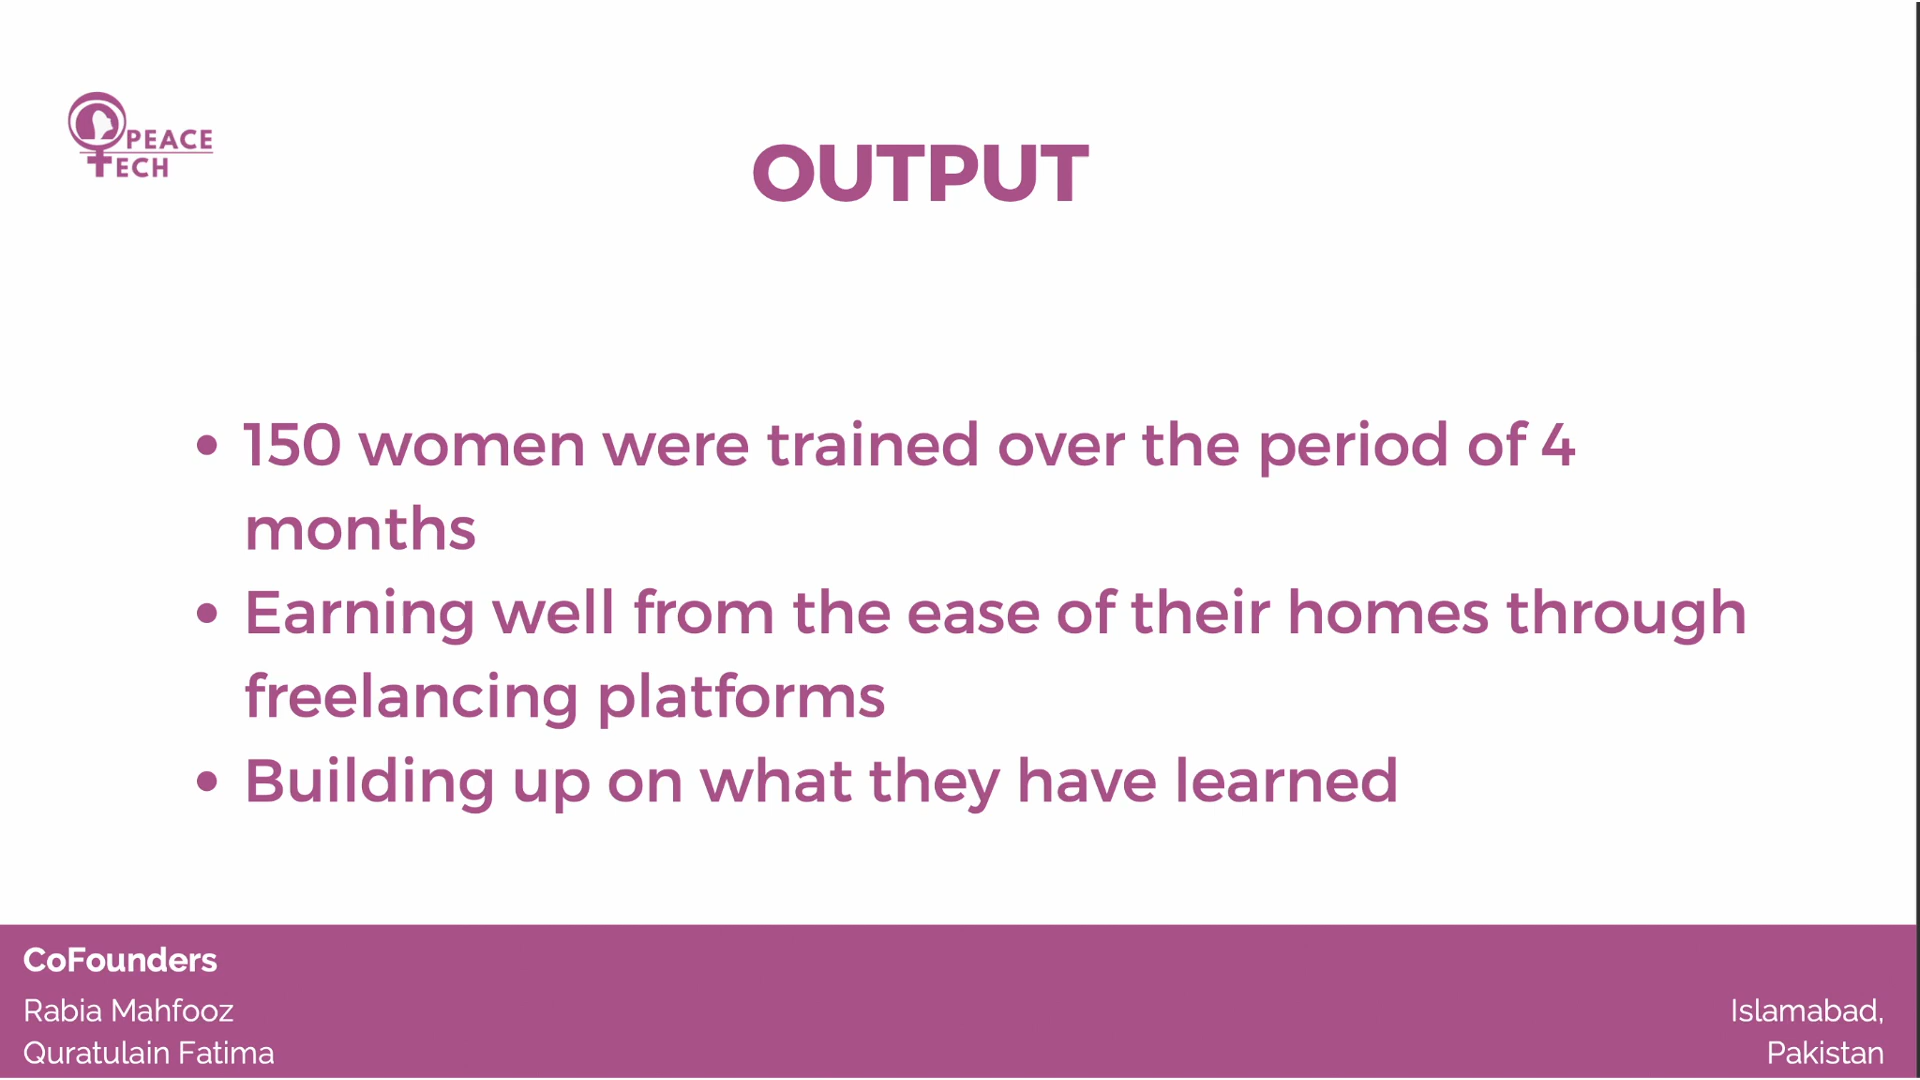 PEACE
TECH
OUTPUT
• 150 women were trained over the period of 4
months
• Earning well from the ease of their homes through
freelancing platforms
• Building up on what they have learned
CoFounders
Rabia Mahfooz
Quratulain Fatima
Islamabad,
Pakistan